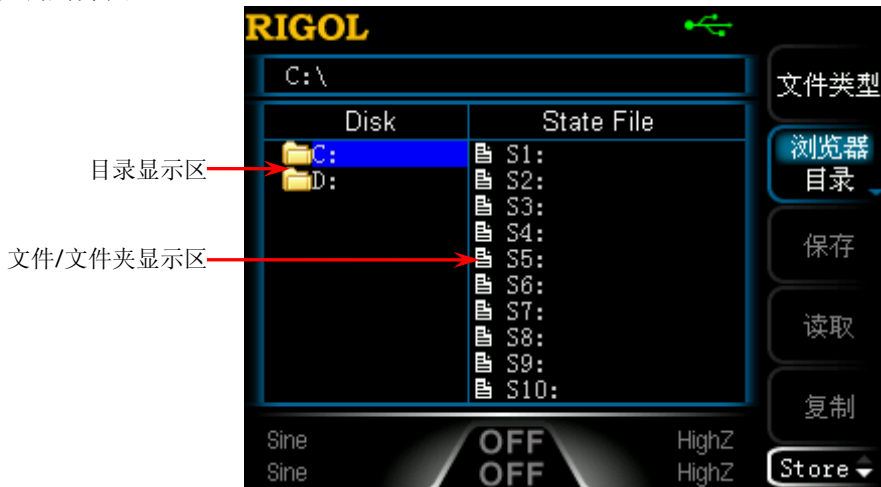 RIGOL
C:\
文件类型
Disk
State File
C:
D:
S1:
S2:
S3:
S4:
S5:
S6:
S7:
S8:
S9:
S10:
目录显示区
文件/文件夹显示区
浏览器
目录
保存
读取
复制
Sine
OFF
HighZ
Sine
OFF
HighZ
Store